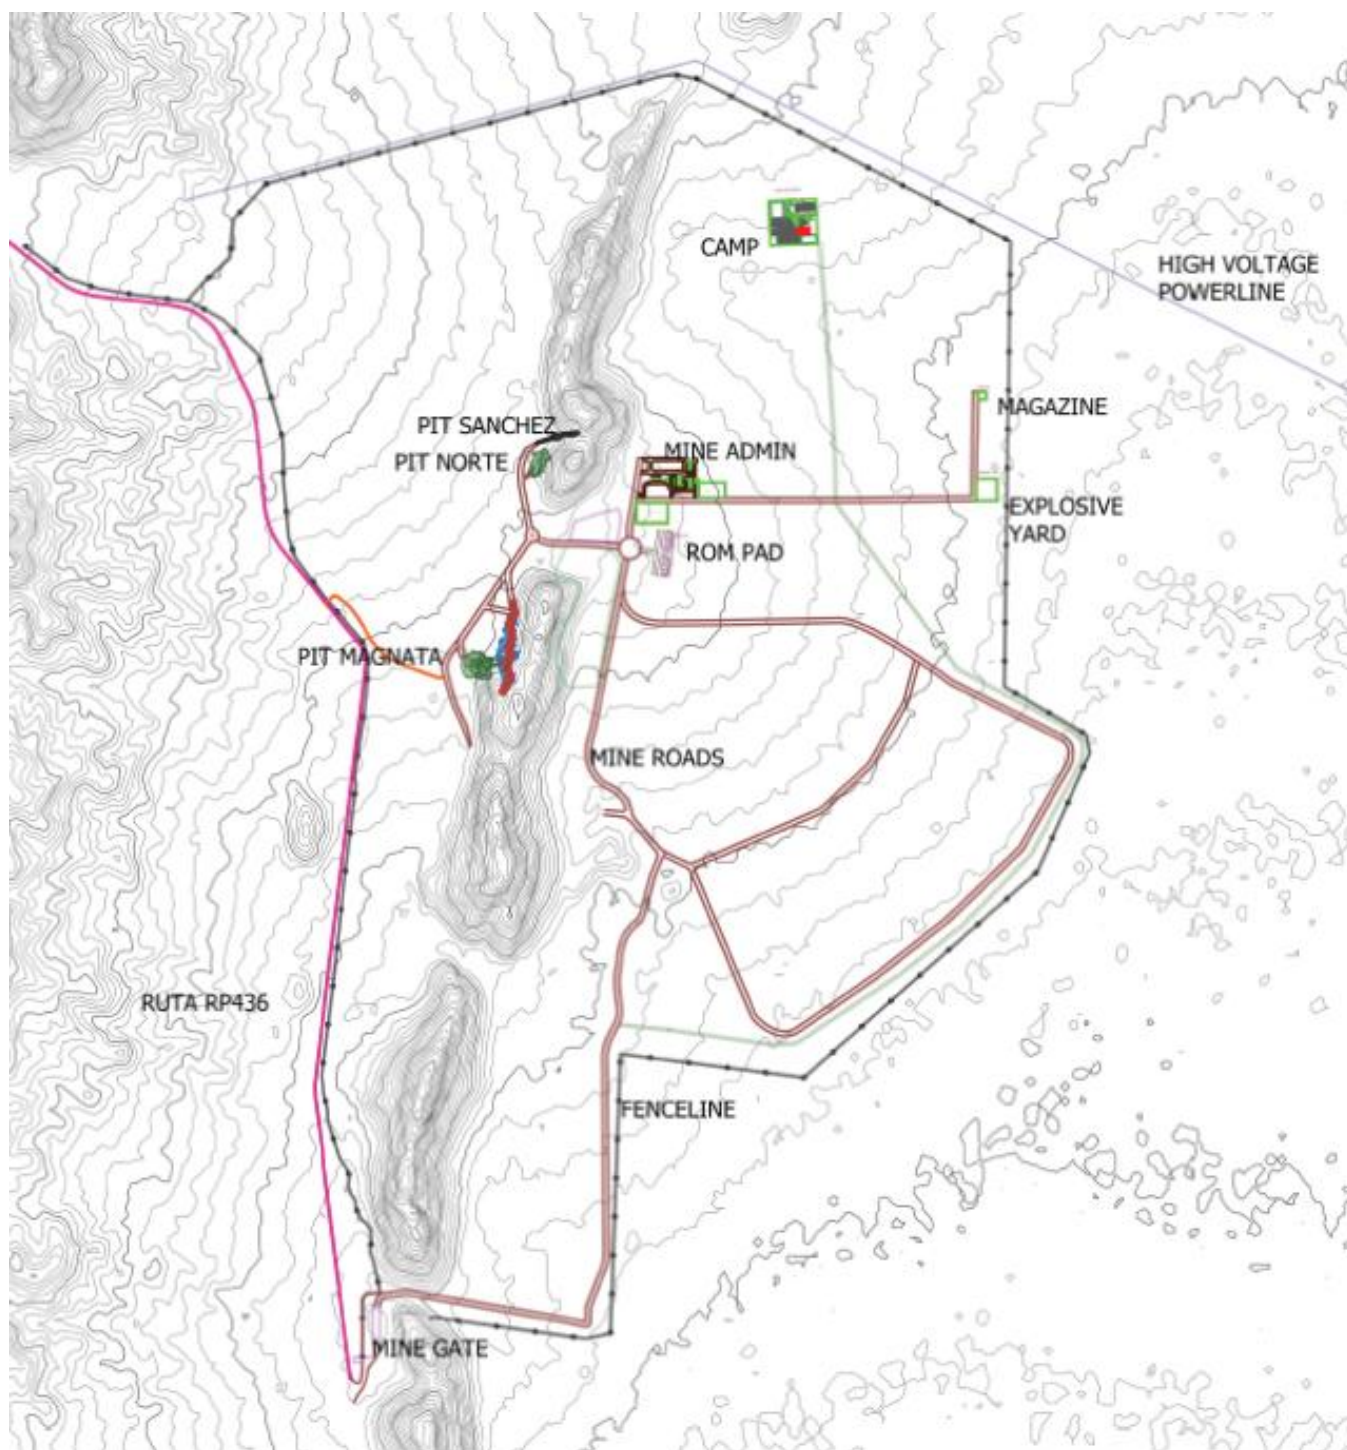 CAMP
HIGH VOLTAGE
POWERLINE
MAGAZINE
PIT SANCHEZ
PIT NORTE
MINE ADMIN
EXPLOSIVE
YARD
ROM PAD
PIT MAGNATA
MINE ROADS
RUTA RP436
FENCELINE
MINE GATE